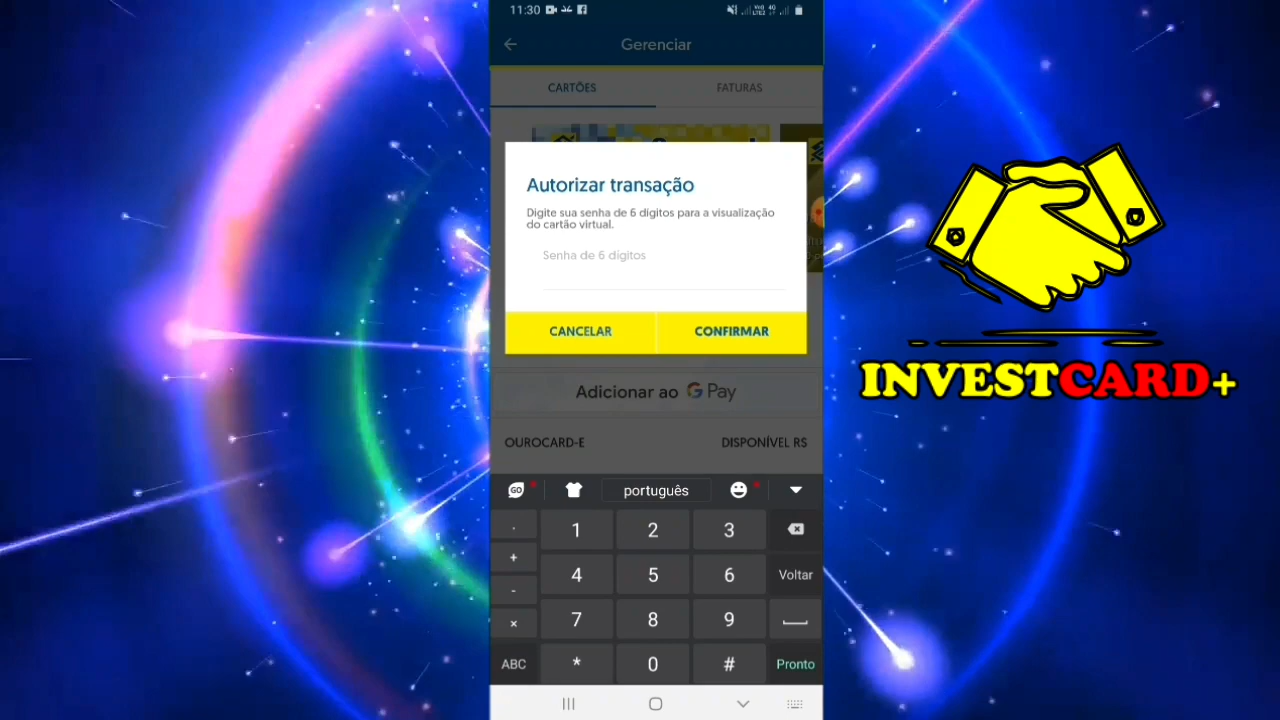 11:30
Gerenciar
CARTÕES
FATURAS
Autorizar transação
Digite sua senha de 6 dígitos para a visualização
do cartão virtual.
Senha de 6 dígitos
CANCELAR
CONFIRMAR
Adicionar ao G Pay
OUROCARD-E
DISPONÍVEL R$
GO
português
. 1 2 3
+
4 5 6 Voltar
-
× 7 8 9
ABC * 0 # Pronto
INVESTCARD+